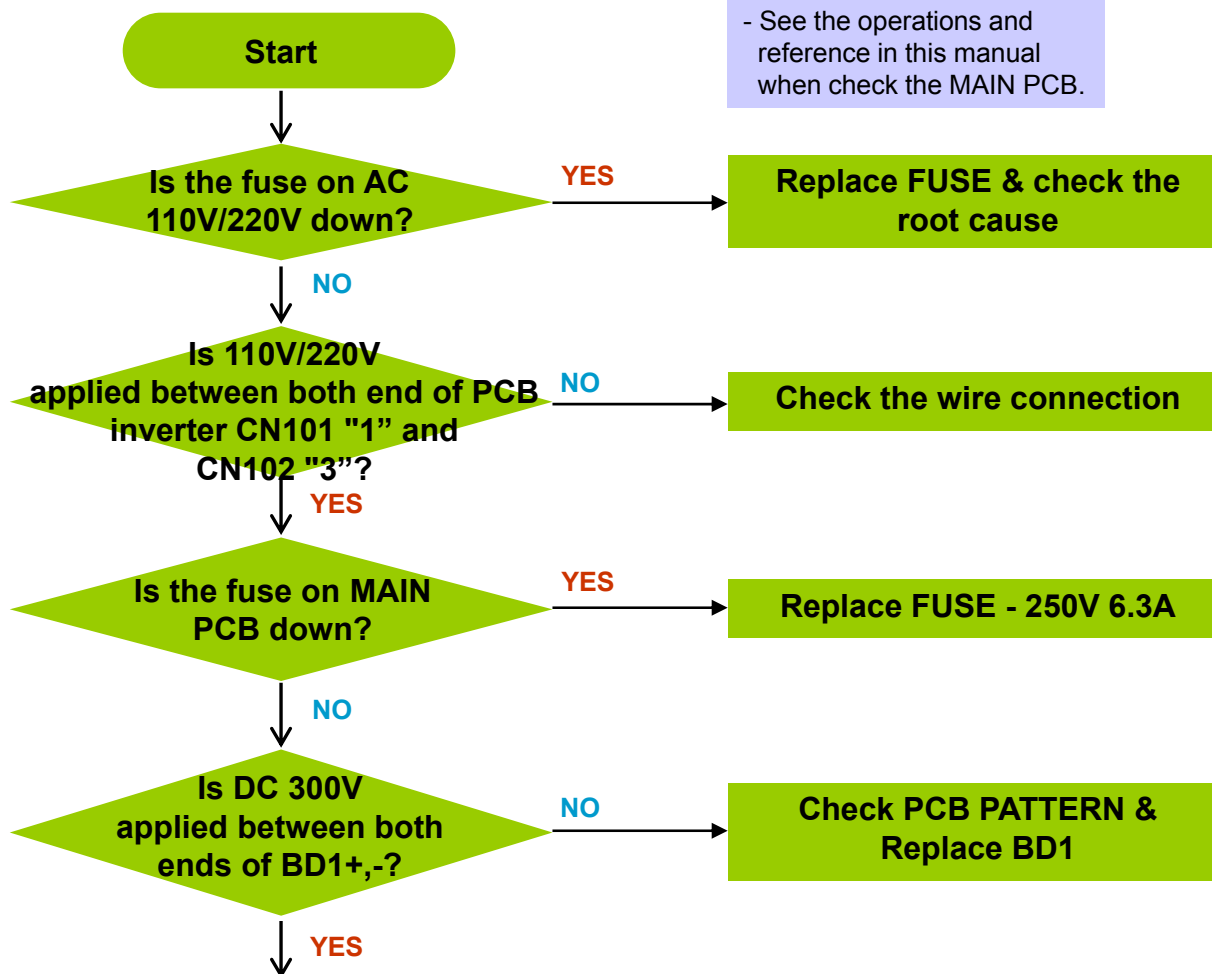 Start
- See the operations and
reference in this manual
when check the MAIN PCB.
Is the fuse on AC
110V/220V down?
YES
Replace FUSE & check the
root cause
NO
Is 110V/220V
applied between both end of PCB
inverter CN101 "1” and
CN102 "3”?
NO
Check the wire connection
YES
Is the fuse on MAIN
PCB down?
YES
Replace FUSE - 250V 6.3A
NO
Is DC 300V
applied between both
ends of BD1+,-?
NO
Check PCB PATTERN &
Replace BD1
YES